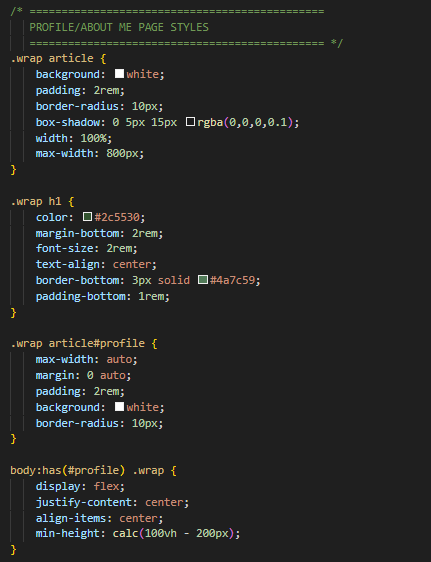 /* =============================================
PROFILE/ABOUT ME PAGE STYLES
============================================= */
.wrap article {
background: white;
padding: 2rem;
border-radius: 10px;
box-shadow: 0 5px 15px rgba(0,0,0,0.1);
width: 100%;
max-width: 800px;
}
.wrap h1 {
color: #2c5530;
margin-bottom: 2rem;
font-size: 2rem;
text-align: center;
border-bottom: 3px solid #4a7c59;
padding-bottom: 1rem;
}
.wrap article#profile {
max-width: auto;
margin: 0 auto;
padding: 2rem;
background: white;
border-radius: 10px;
}
body:has(#profile) .wrap {
display: flex;
justify-content: center;
align-items: center;
min-height: calc(100vh - 200px);
}